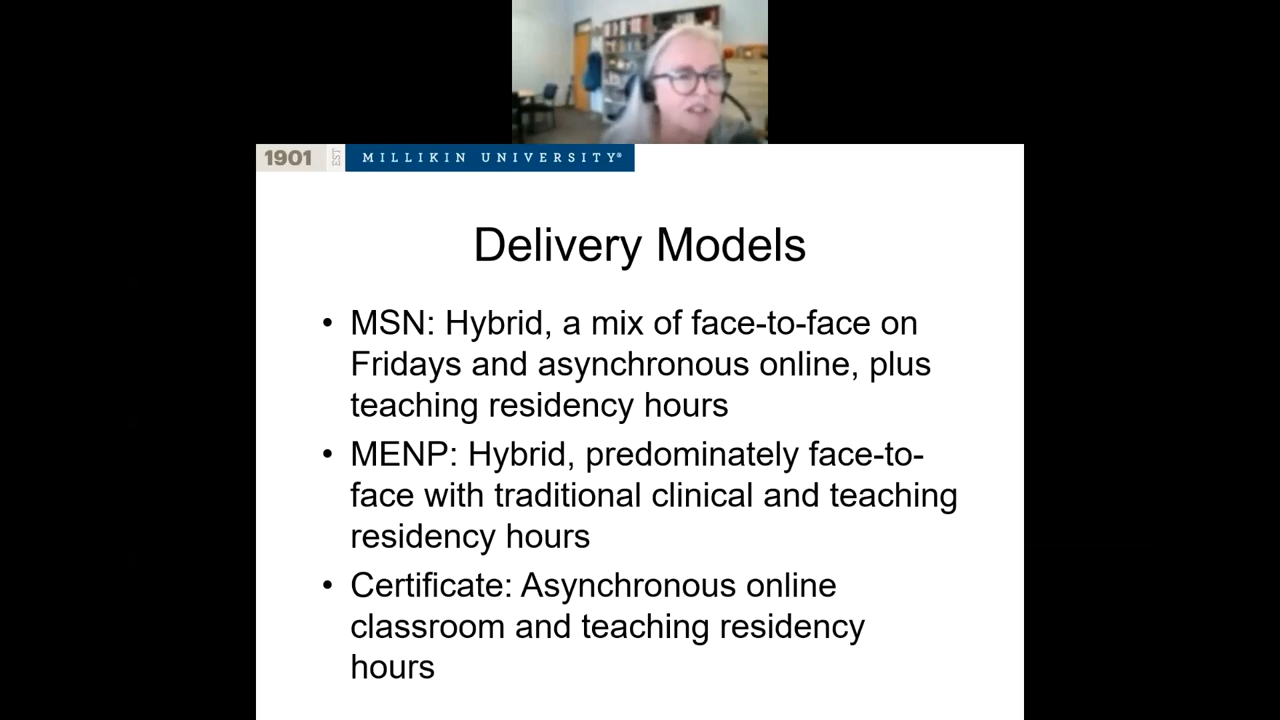 1901 EST MILLIKIN UNIVERSITY®
Delivery Models
• MSN: Hybrid, a mix of face-to-face on
Fridays and asynchronous online, plus
teaching residency hours
• MENP: Hybrid, predominately face-to-
face with traditional clinical and teaching
residency hours
• Certificate: Asynchronous online
classroom and teaching residency
hours